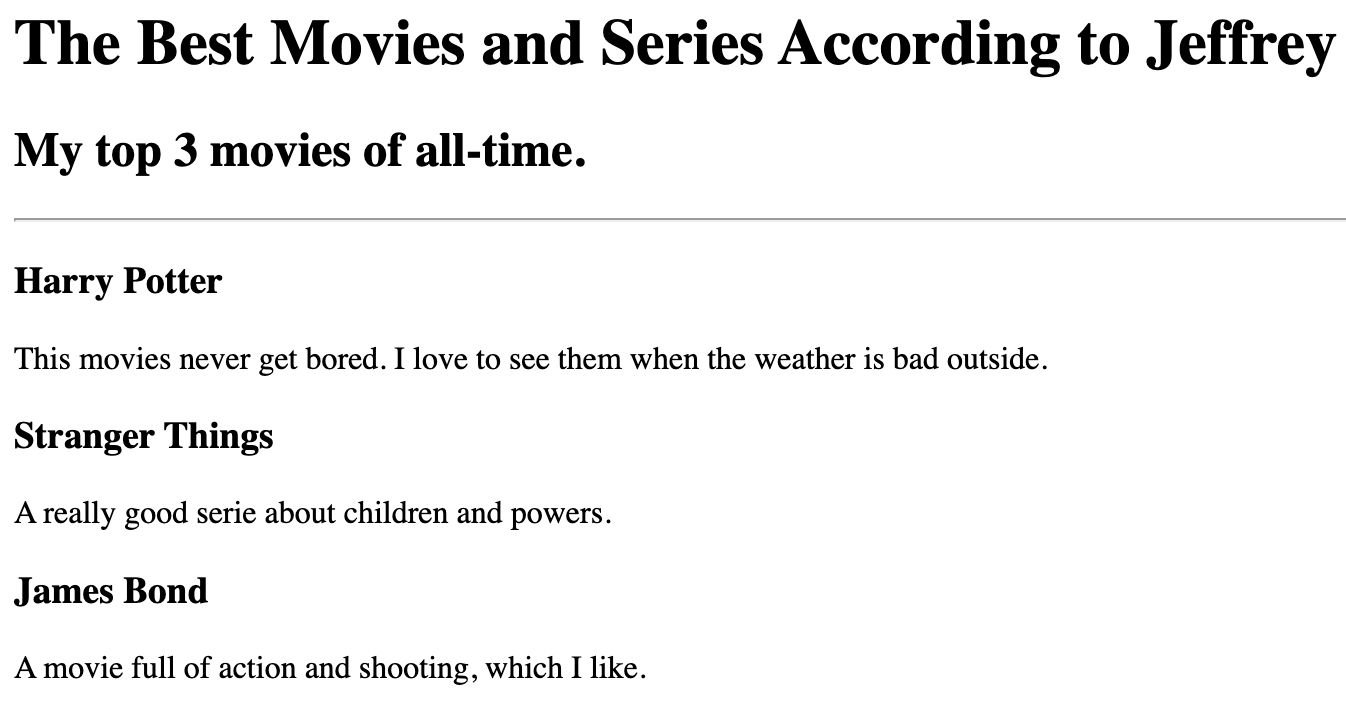 The Best Movies and Series According to Jeffrey
My top 3 movies of all-time.
Harry Potter
This movies never get bored. I love to see them when the weather is bad outside.
Stranger Things
A really good serie about children and powers.
James Bond
A movie full of action and shooting, which I like.